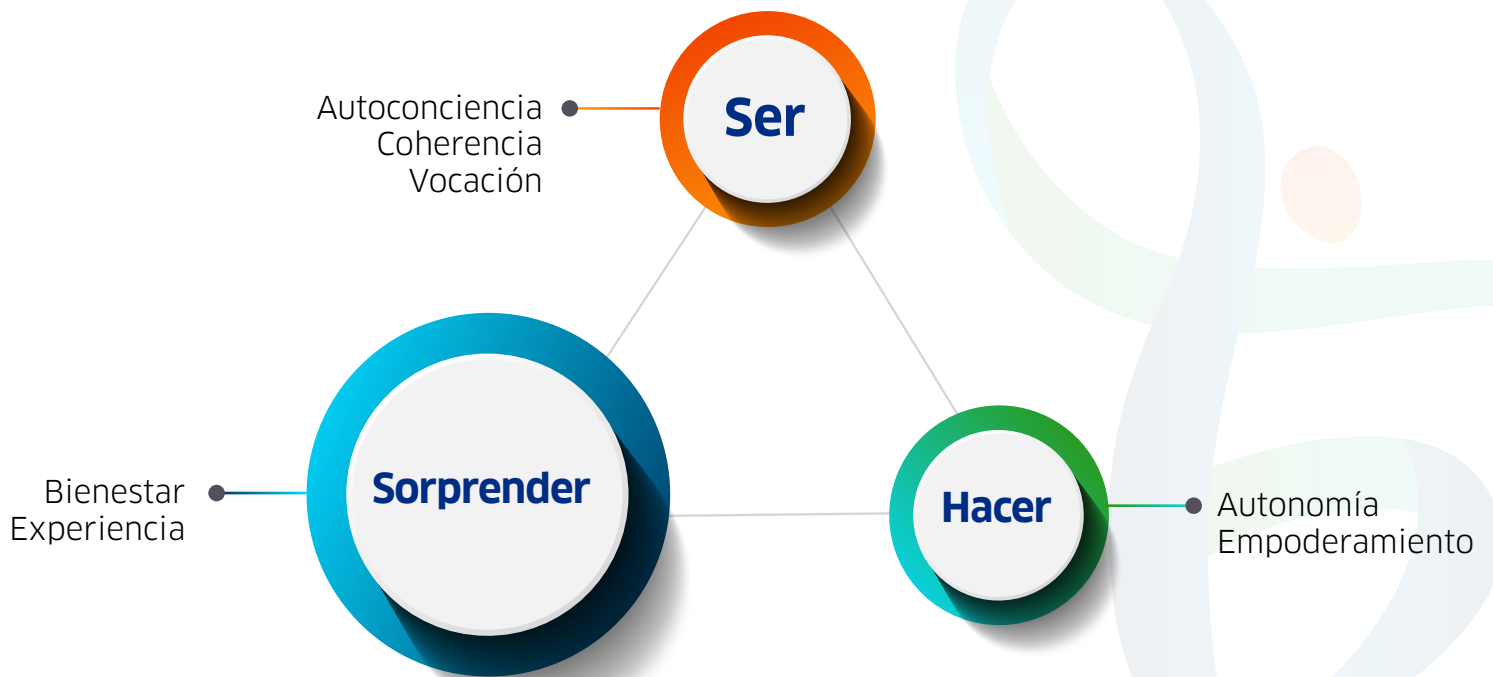 Ser
Autoconciencia
Coherencia
Vocación
Sorprender
Bienestar
Experiencia
Hacer
Autonomía
Empoderamiento